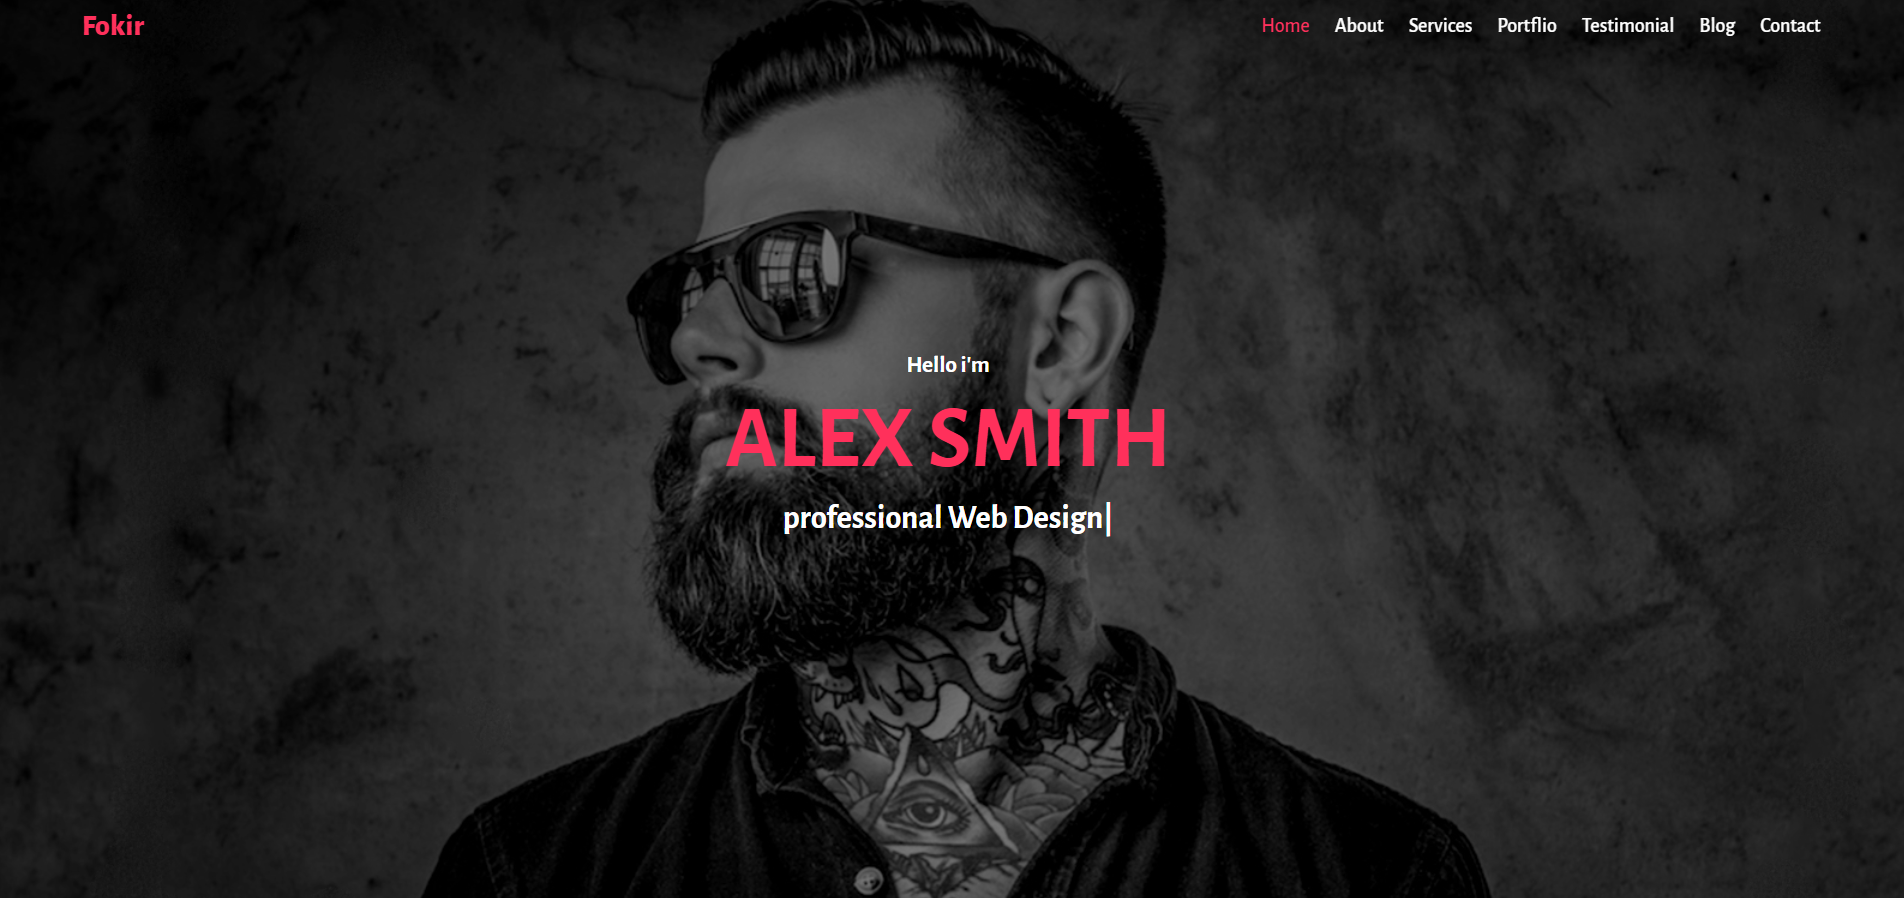 Fokir
Home About Services Portflio Testimonial Blog Contact
Hello i'm
ALEX SMITH
professional Web Design|